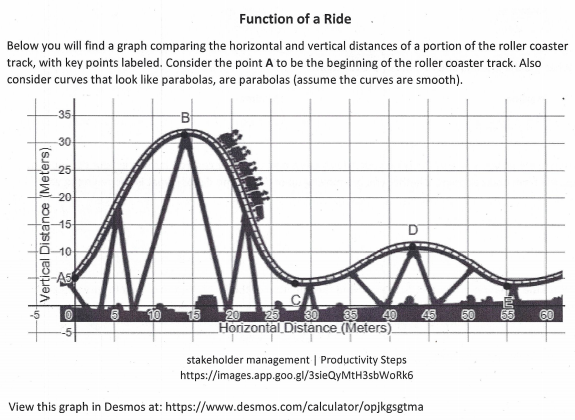 Function of a Ride
Below you will find a graph comparing the horizontal and vertical distances of a portion of the roller coaster
track, with key points labeled. Consider the point A to be the beginning of the roller coaster track. Also
consider curves that look like parabolas, are parabolas (assume the curves are smooth).
Vertical Distance (Meters)
35
30
25
20
15
10
5
-5
A
B
C
D
E
-5 0 5 10 15 20 25 30 35 40 45 50 55 60
Horizontal Distance (Meters)
stakeholder management | Productivity Steps
https://images.app.goo.gl/3sieQyMtH3sbWoRk6
View this graph in Desmos at: https://www.desmos.com/calculator/opjkgsgtma